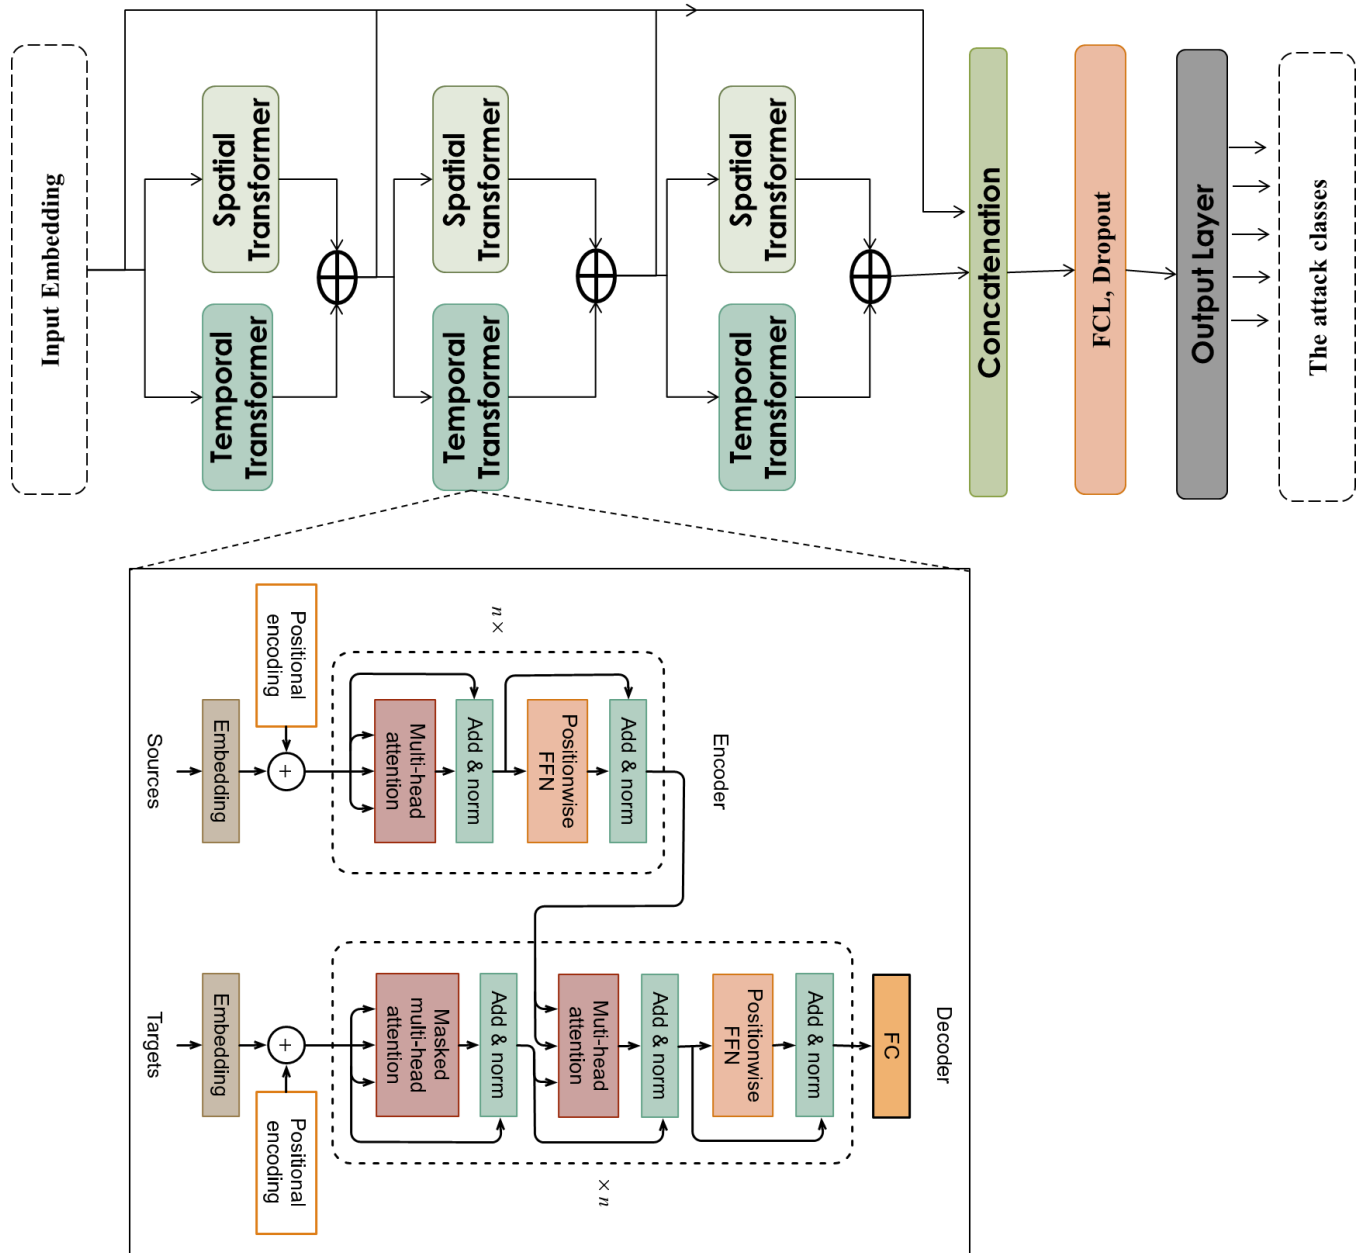 Input Embedding
Spatial
Transformer
Temporal
Transformer
Spatial
Transformer
Temporal
Transformer
Spatial
Transformer
Temporal
Transformer
Concatenation
FCL, Dropout
Output Layer
The attack classes
Sources
Embedding
Positional
encoding
n ×
Multi-head
attention
Add & norm
Positionwise
FFN
Add & norm
Encoder
Targets
Embedding
Positional
encoding
Masked
multi-head
attention
Add & norm
Muti-head
attention
Add & norm
Positionwise
FFN
Add & norm
× n
FC
Decoder